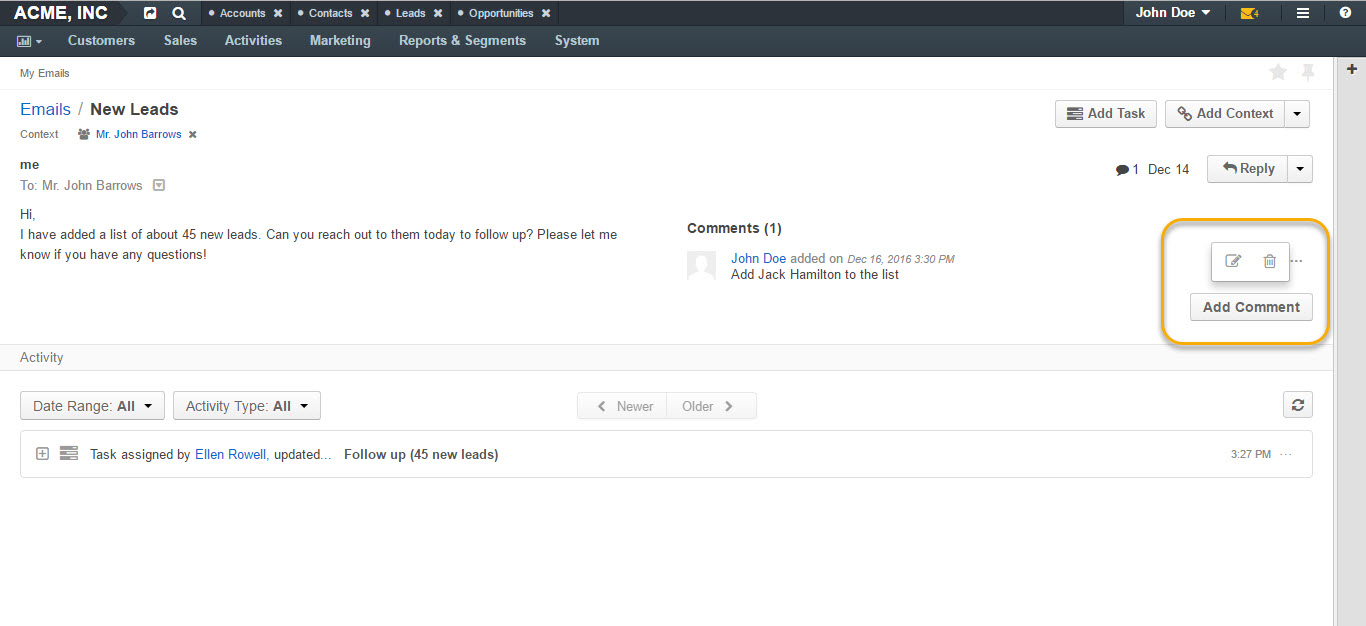 ACME, INC Accounts Contacts Leads Opportunities John Doe 4
Customers Sales Activities Marketing Reports & Segments System
My Emails
Emails / New Leads
Add Task Add Context
Context Mr. John Barrows
me
1 Dec 14 Reply
To: Mr. John Barrows
Hi,
I have added a list of about 45 new leads. Can you reach out to them today to follow up? Please let me
know if you have any questions!
Comments (1)
John Doe added on Dec 16, 2016 3:30 PM
Add Jack Hamilton to the list
Add Comment
Activity
Date Range: All Activity Type: All Newer Older
Task assigned by Ellen Rowell, updated... Follow up (45 new leads) 3:27 PM